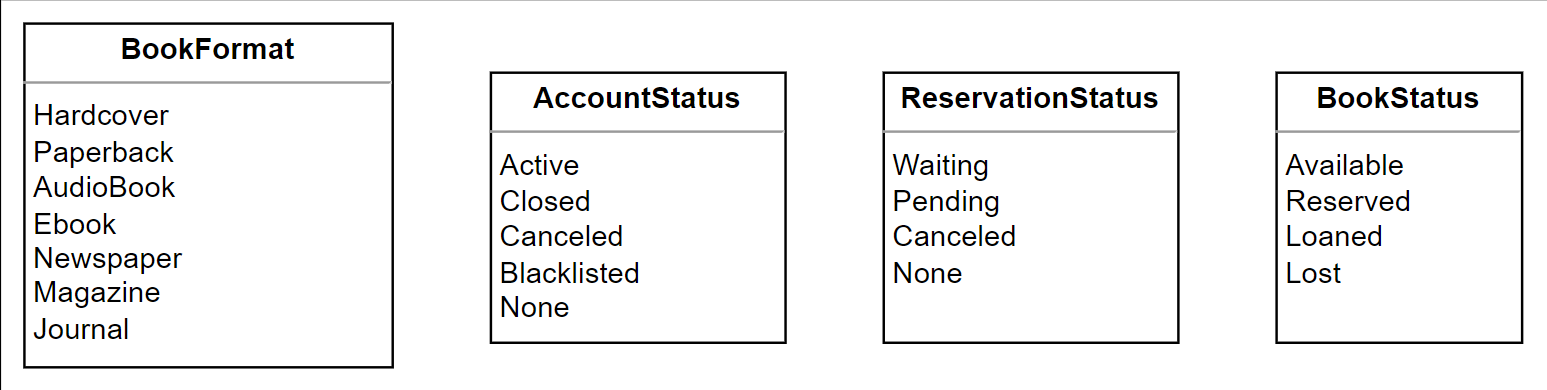 BookFormat
Hardcover
Paperback
AudioBook
Ebook
Newspaper
Magazine
Journal
AccountStatus
Active
Closed
Canceled
Blacklisted
None
ReservationStatus
Waiting
Pending
Canceled
None
BookStatus
Available
Reserved
Loaned
Lost